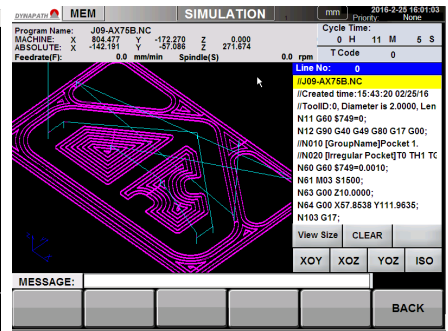 DYNAPATH MEM SIMULATION mm 2016-2-25 16:01:03
Priority: None
Program Name: J09-AX75B.NC
MACHINE: X 804.477 Y -172.270 Z 0.000
ABSOLUTE: X -142.191 Y -57.086 Z 271.674
Feedrate(F): 0.0 mm/min Spindle(S) 0.0 rpm
Cycle Time:
0 H 11 M 5 S
T Code 0
Line No: 0
//J09-AX75B.NC
//Created time:15:43:20 02/25/16
//ToolID:0, Diameter is 2.0000, Len
N11 G60 $749=0;
N12 G90 G40 G49 G80 G17 G00;
//N010 [GroupName]Pocket 1.
//N020 [Irregular Pocket]T0 TH1 TC
N60 G60 $749=0.0010;
N61 M03 S1500;
N63 G00 Z10.0000;
N64 G00 X57.8538 Y111.9635;
N103 G17;
View Size CLEAR
XOY XOZ YOZ ISO
MESSAGE:
BACK